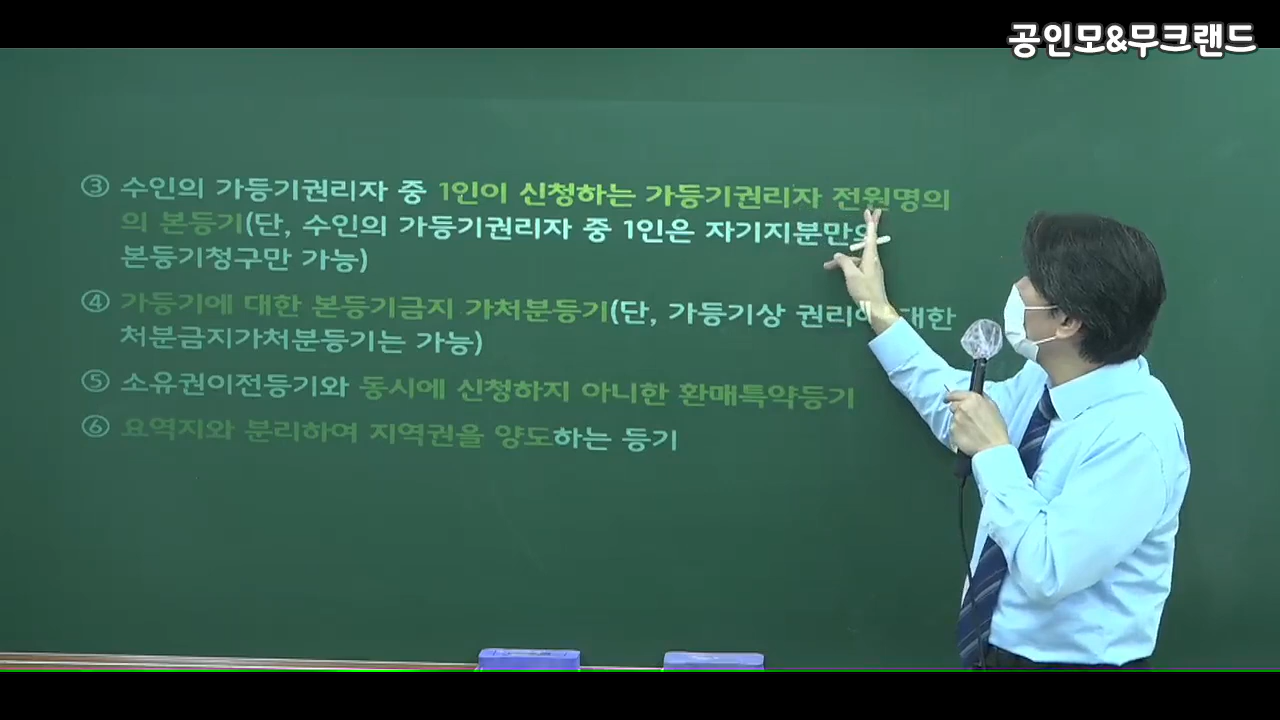 공인모&무크랜드
③ 수인의 가등기권리자 중 1인이 신청하는 가등기권리자 전원명의
의 본등기(단, 수인의 가등기권리자 중 1인은 자기지분만의
본등기청구만 가능)
④ 가등기에 대한 본등기금지 가처분등기(단, 가등기상 권리에 대한
처분금지가처분등기는 가능)
⑤ 소유권이전등기와 동시에 신청하지 아니한 환매특약등기
⑥ 요역지와 분리하여 지역권을 양도하는 등기